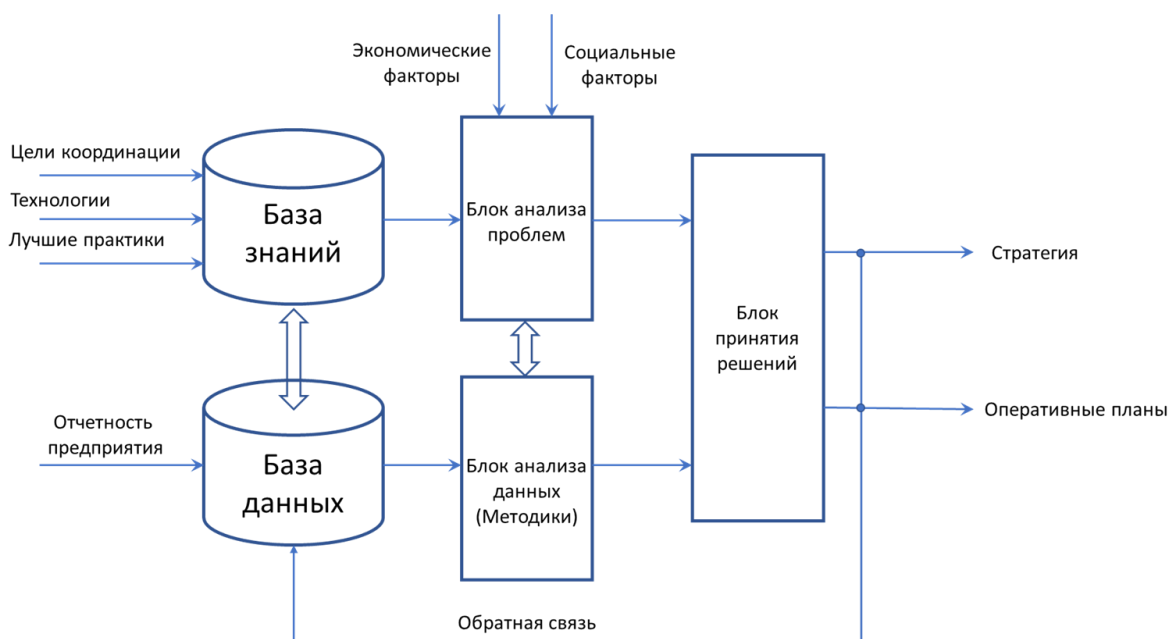 Экономические
факторы
Социальные
факторы
Цели координации
Технологии
Лучшие практики
База
знаний
Блок анализа
проблем
Блок
принятия
решений
Стратегия
Оперативные планы
Отчетность
предприятия
База
данных
Блок анализа
данных
(Методики)
Обратная связь